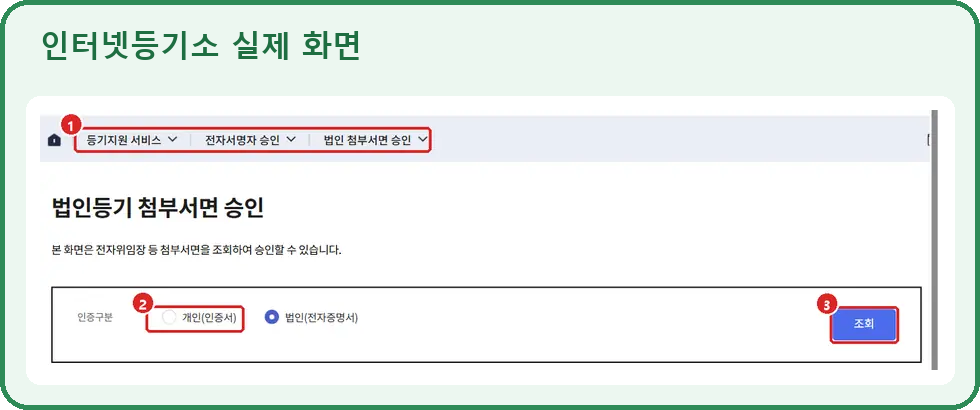 인터넷등기소 실제 화면
1
등기지원 서비스 전자서명자 승인 법인 첨부서면 승인
법인등기 첨부서면 승인
본 화면은 전자위임장 등 첨부서면을 조회하여 승인할 수 있습니다.
2
3
인증구분 개인(인증서) 법인(전자증명서) 조회